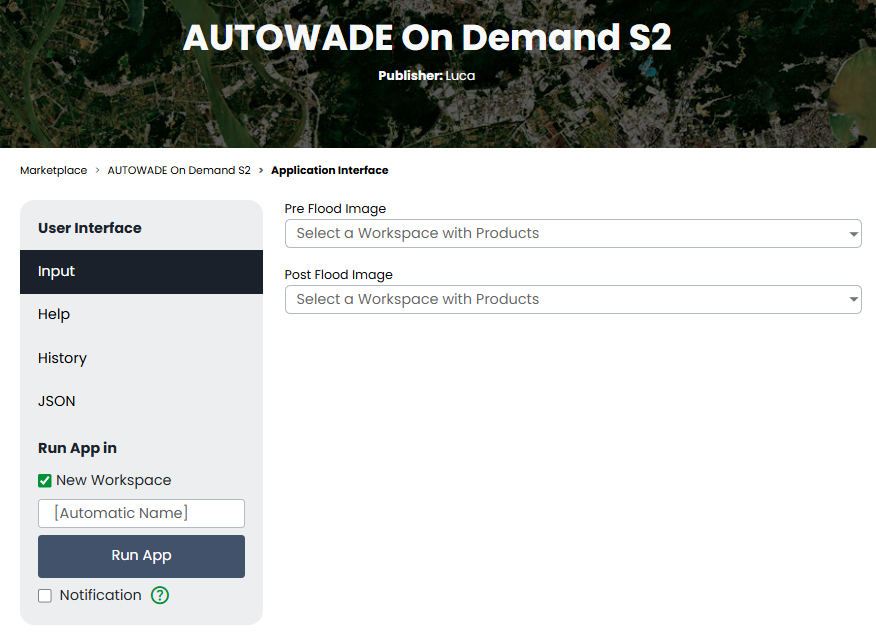 AUTOWADE On Demand S2
Publisher: Luca
Marketplace > AUTOWADE On Demand S2 > Application Interface
User Interface
Input
Help
History
JSON
Run App in
New Workspace
[Automatic Name]
Run App
Notification ?
Pre Flood Image
Select a Workspace with Products
Post Flood Image
Select a Workspace with Products